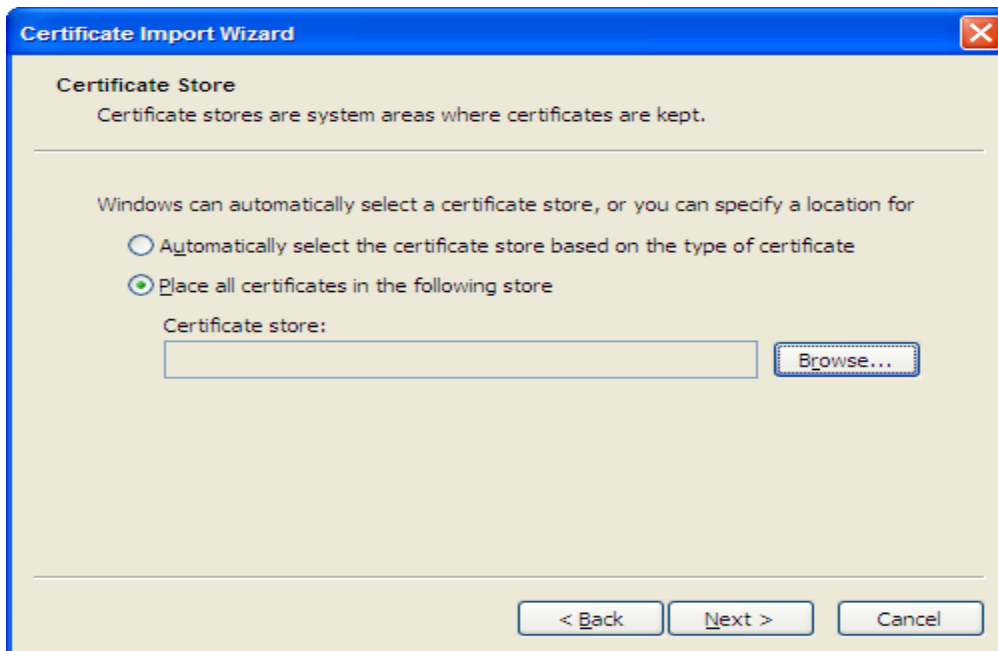 Certificate Import Wizard
Certificate Store
Certificate stores are system areas where certificates are kept.
Windows can automatically select a certificate store, or you can specify a location for
Automatically select the certificate store based on the type of certificate
Place all certificates in the following store
Certificate store:
Browse...
< Back Next > Cancel